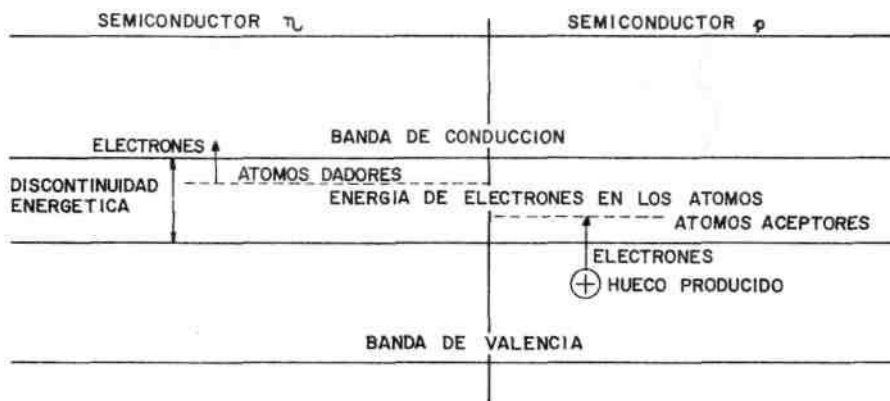 SEMICONDUCTOR n
SEMICONDUCTOR p
BANDA DE CONDUCCION
ELECTRONES
ATOMOS DADORES
DISCONTINUIDAD
ENERGETICA
ENERGIA DE ELECTRONES EN LOS ATOMOS
ATOMOS ACEPTORES
ELECTRONES
+ HUECO PRODUCIDO
BANDA DE VALENCIA